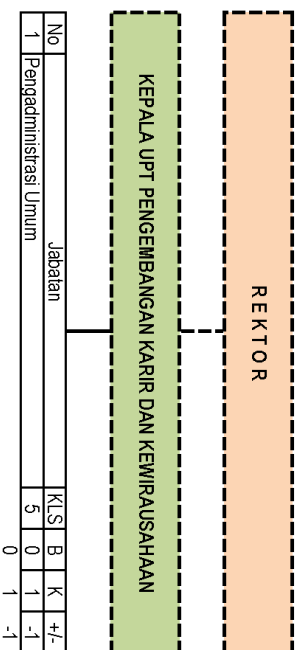 R E K T O R
KEPALA UPT PENGEMBANGAN KARIR DAN KEWIRAUSAHAAN
No Jabatan KLS B K +/-
1 Pengadministrasi Umum 5 0 1 -1
0 1 -1